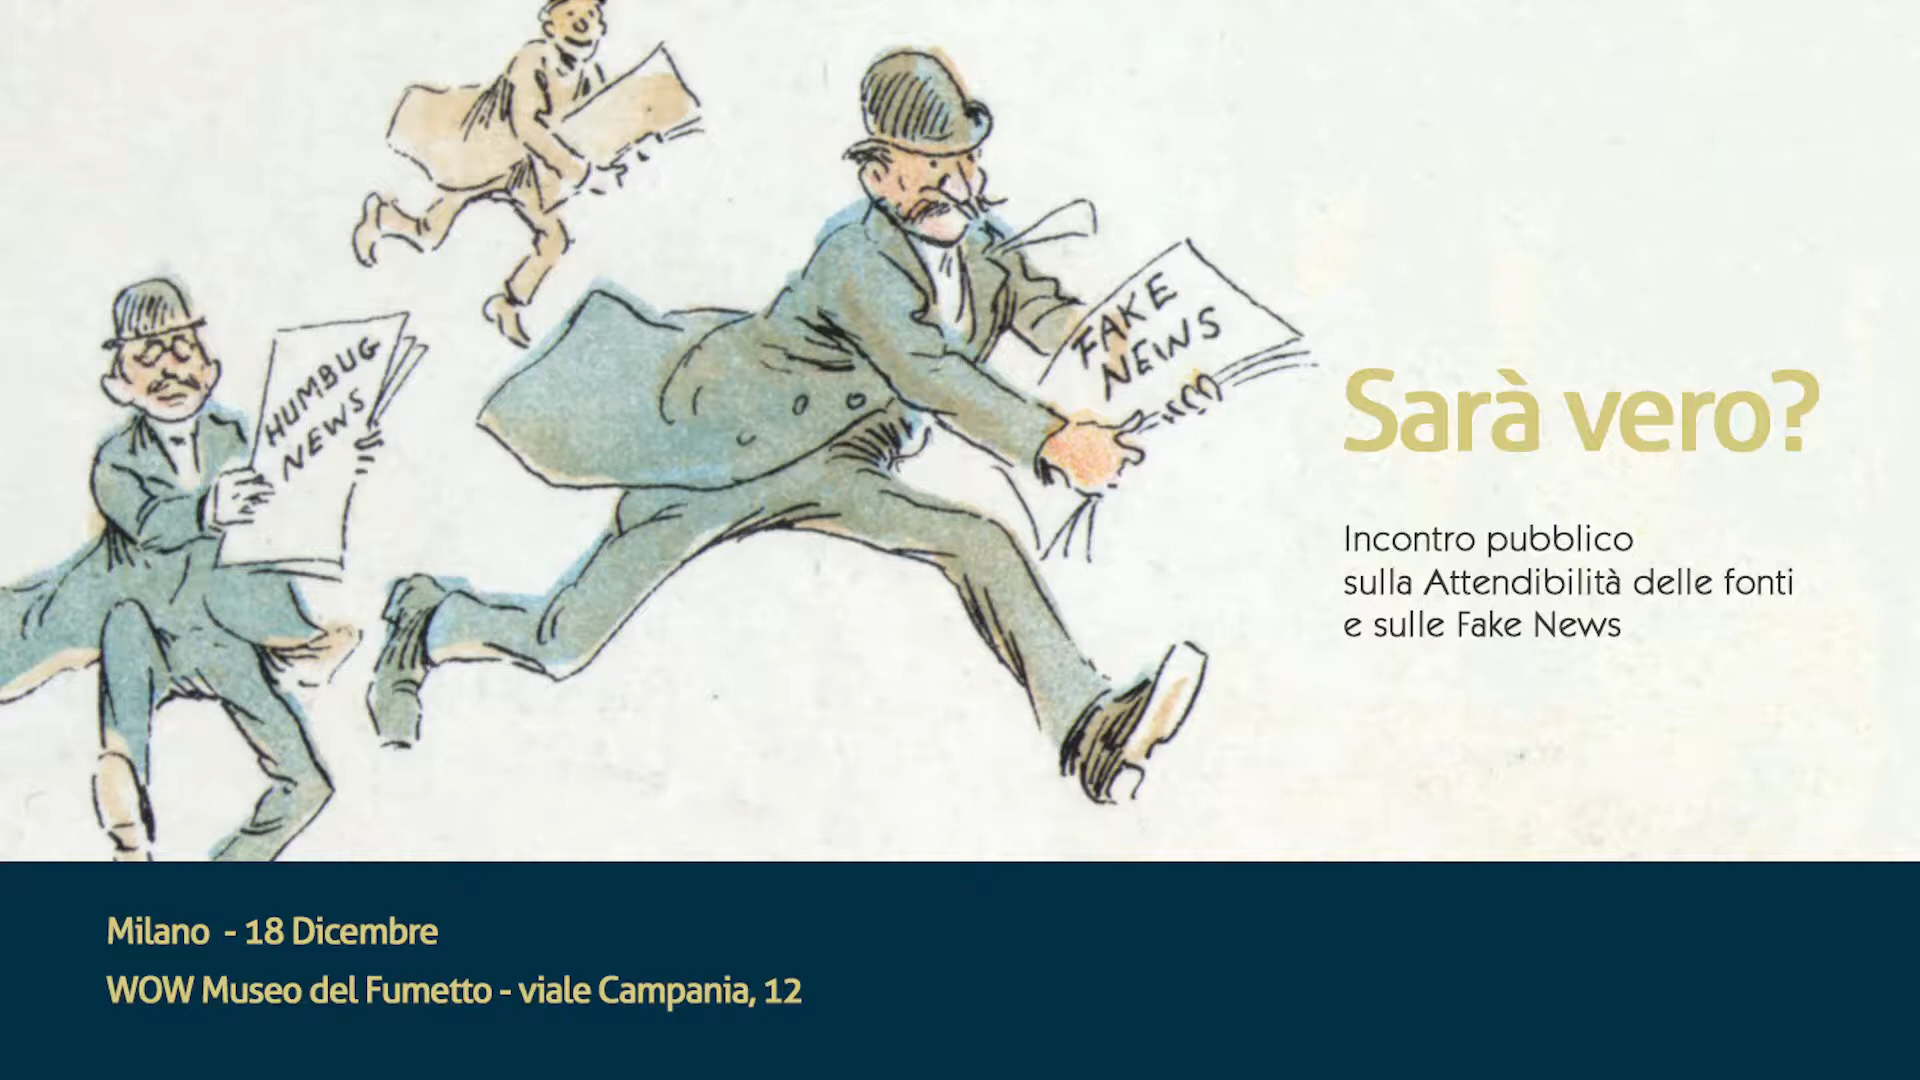 HUMBUG
NEWS
FAKE
NEWS
Sarà vero?
Incontro pubblico
sulla Attendibilità delle fonti
e sulle Fake News
Milano - 18 Dicembre
WOW Museo del Fumetto - viale Campania, 12